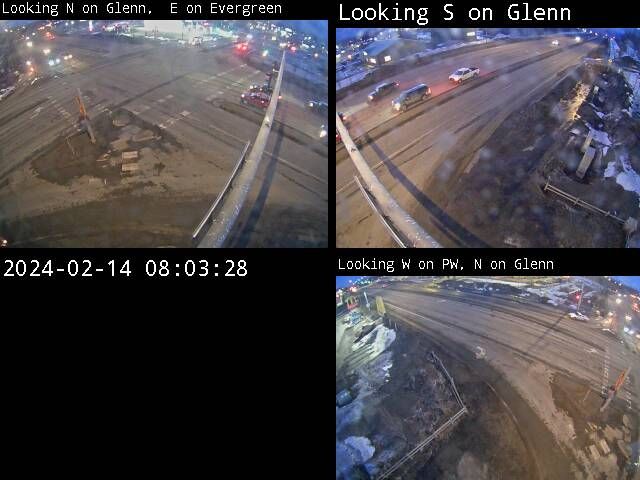 Looking N on Glenn,  E on Evergreen
Looking S on Glenn
2024-02-14 08:03:28
Looking W on PW, N on Glenn